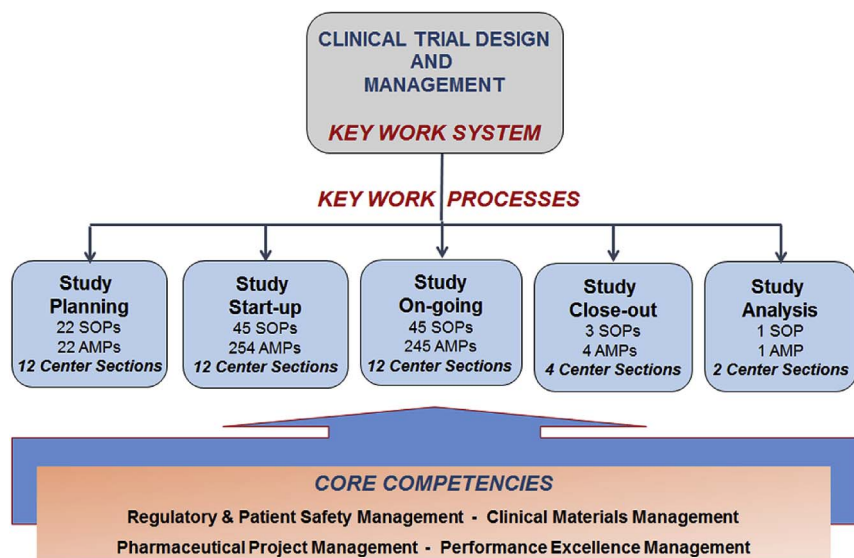 CLINICAL TRIAL DESIGN
AND
MANAGEMENT
KEY WORK SYSTEM
KEY WORK PROCESSES
Study
Planning
22 SOPs
22 AMPs
12 Center Sections
Study
Start-up
45 SOPs
254 AMPs
12 Center Sections
Study
On-going
45 SOPs
245 AMPs
12 Center Sections
Study
Close-out
3 SOPs
4 AMPs
4 Center Sections
Study
Analysis
1 SOP
1 AMP
2 Center Sections
CORE COMPETENCIES
Regulatory & Patient Safety Management - Clinical Materials Management
Pharmaceutical Project Management - Performance Excellence Management